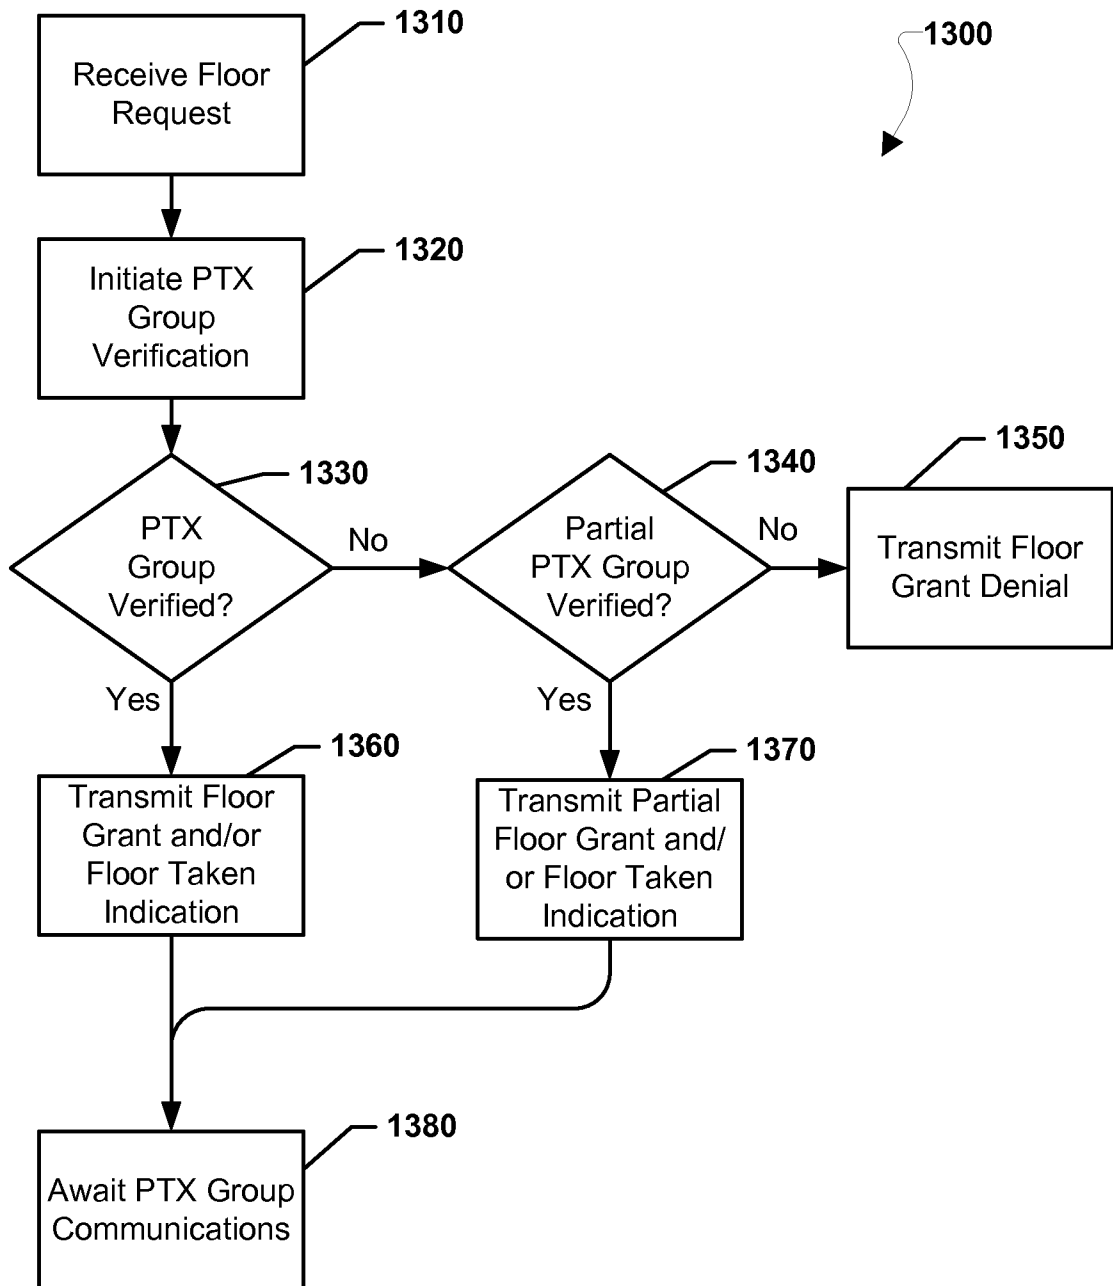 1310
1300
Receive Floor
Request
1320
Initiate PTX
Group
Verification
1330
PTX
Group
Verified?
No
1340
Partial
PTX Group
Verified?
No
1350
Transmit Floor
Grant Denial
Yes
Yes
1360
Transmit Floor
Grant and/or
Floor Taken
Indication
1370
Transmit Partial
Floor Grant and/
or Floor Taken
Indication
1380
Await PTX Group
Communications